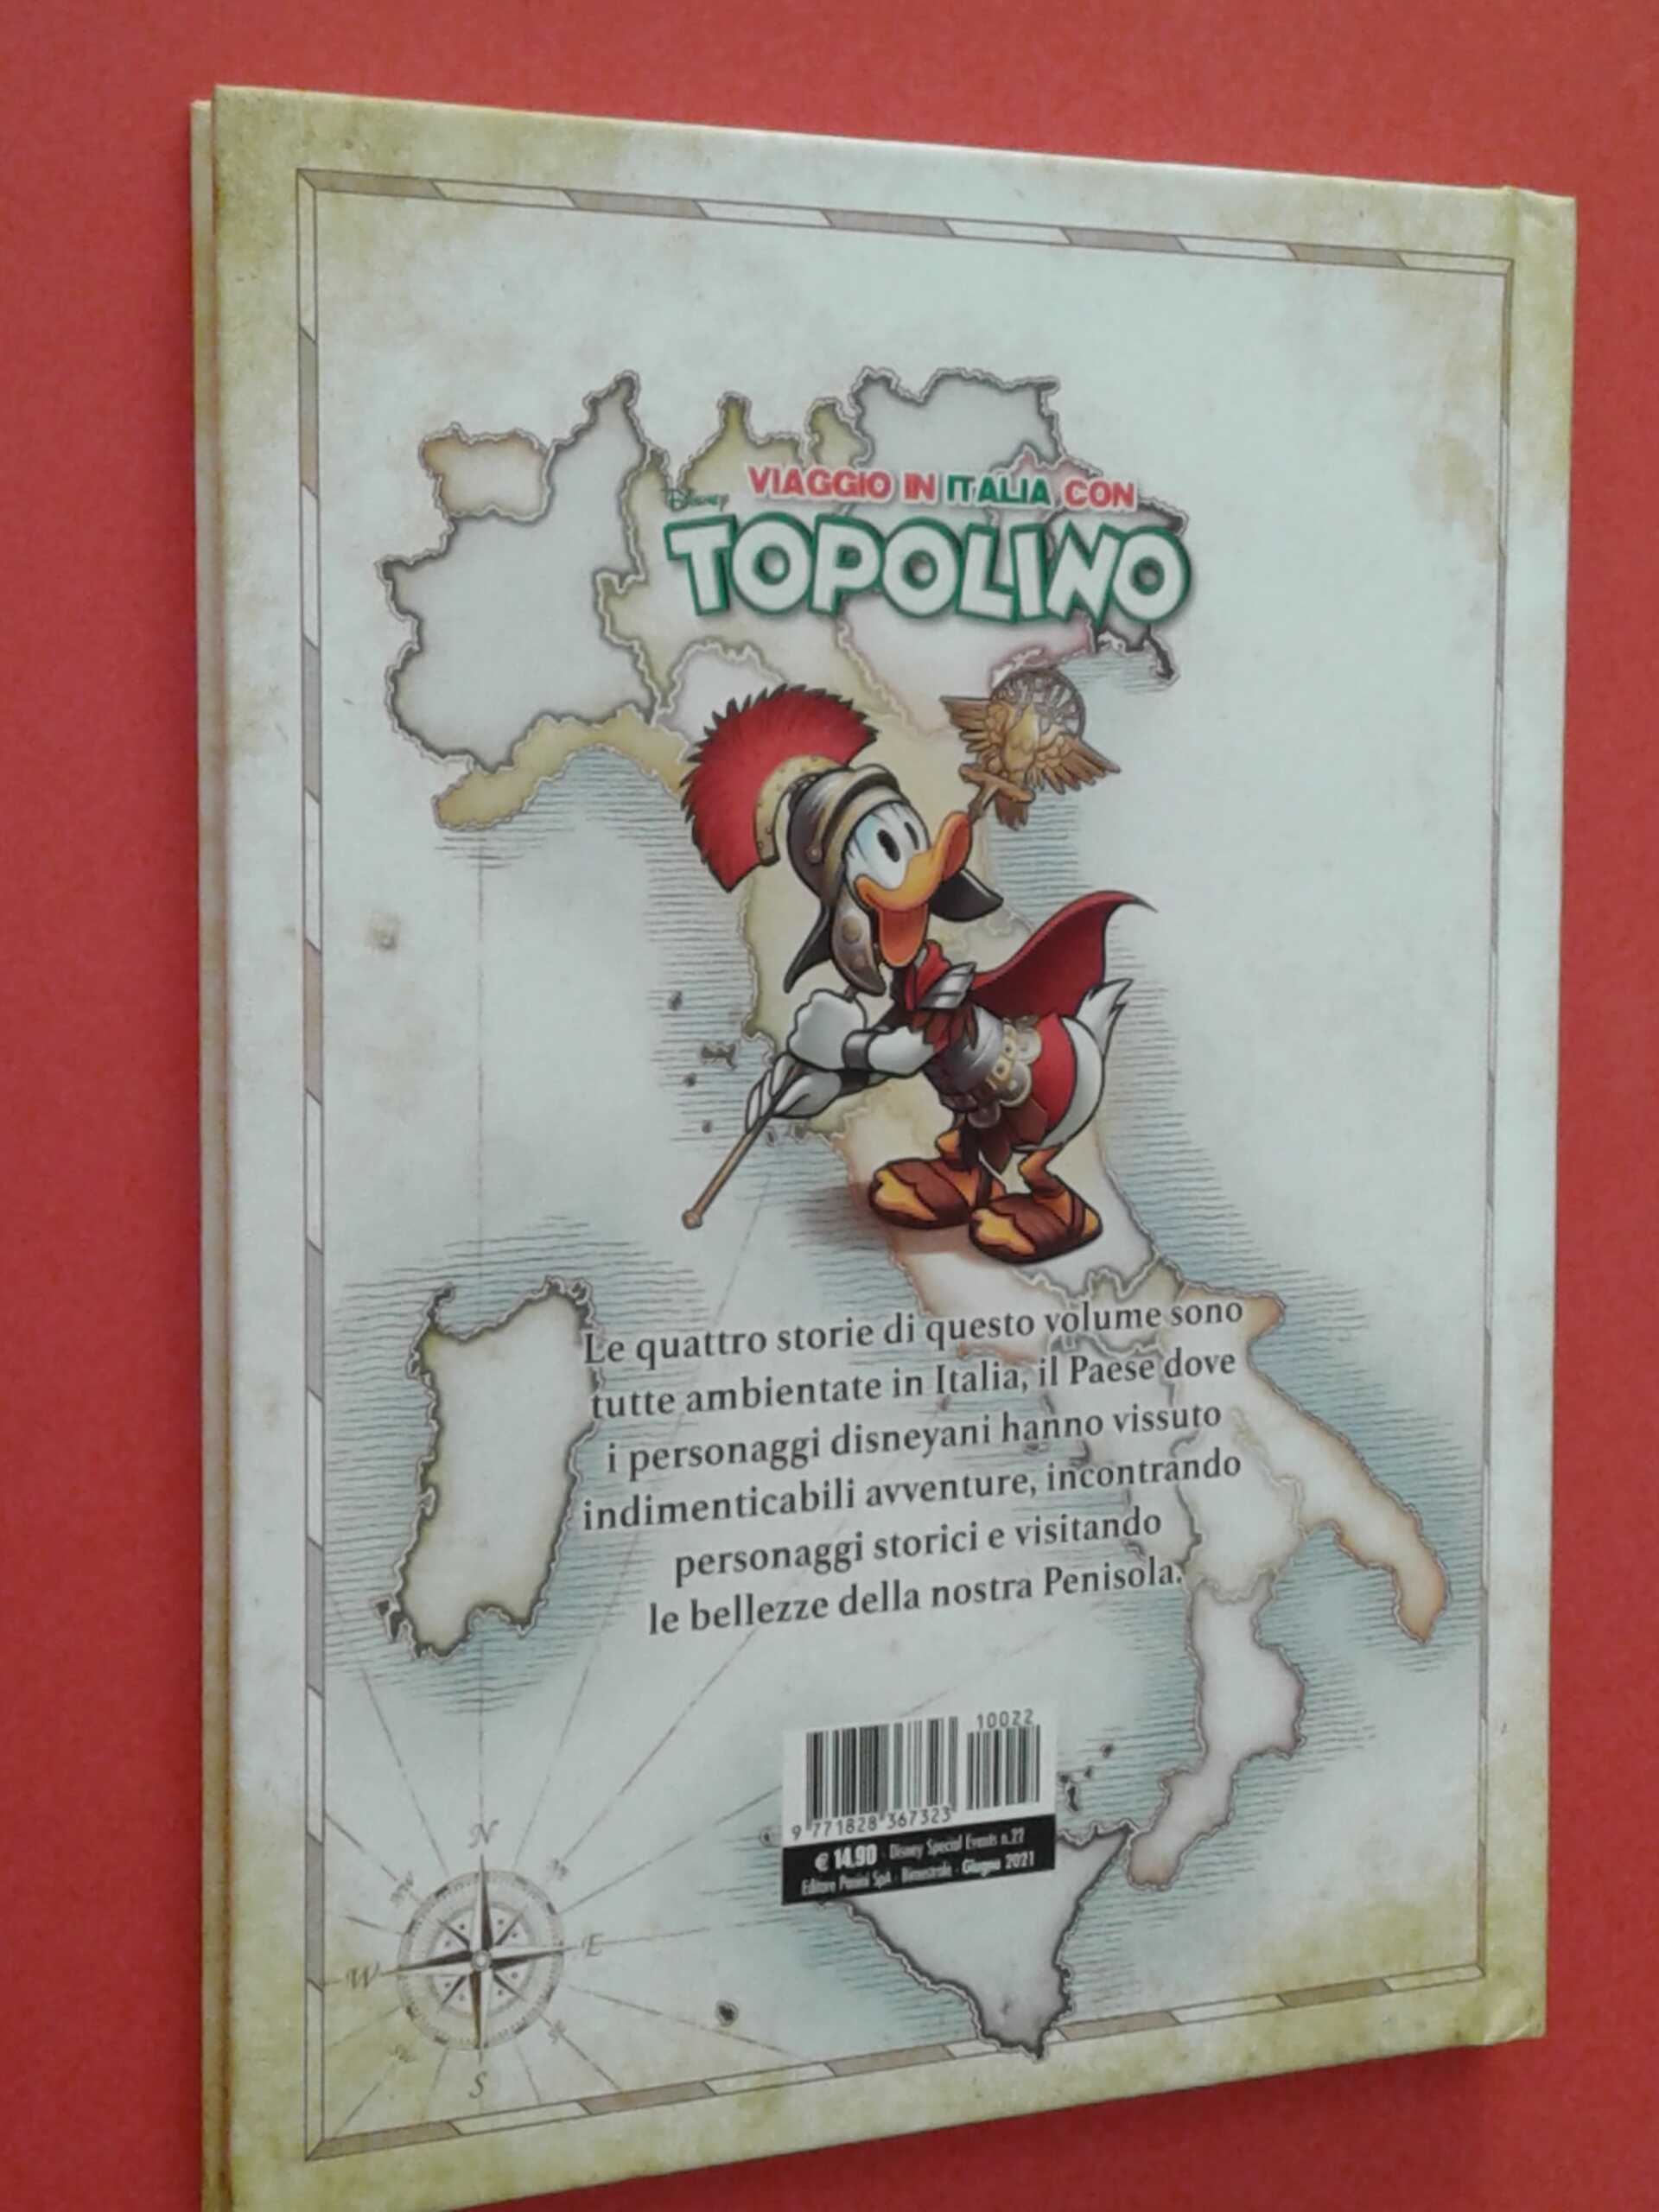 VIAGGIO IN ITALIA CON
Disney
TOPOLINO
Le quattro storie di questo volume sono
tutte ambientate in Italia, il Paese dove
i personaggi disneyani hanno vissuto
indimenticabili avventure, incontrando
personaggi storici e visitando
le bellezze della nostra Penisola.
10022
9 771828 367323
€ 14.90 - Disney Special Events n.22
Editore Panini SpA - Bimestrale - Giugno 2021
N
E
W
SW
S